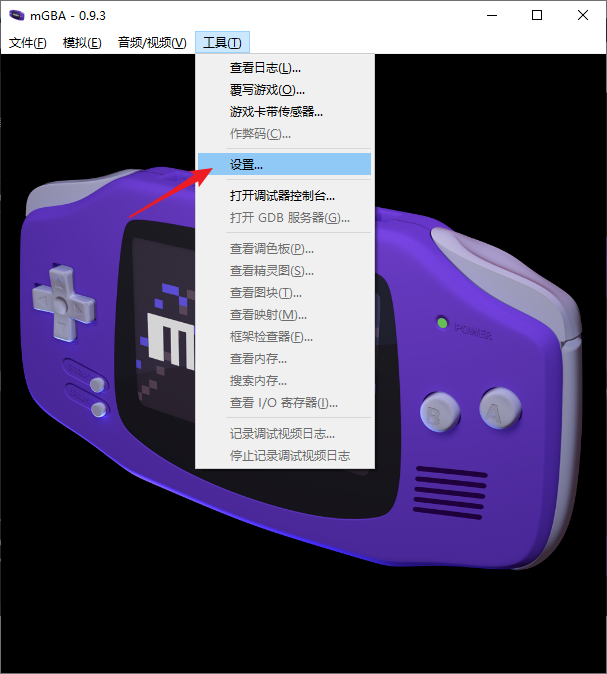 mGBA - 0.9.3
文件(F) 模拟(E) 音频/视频(V) 工具(T)
查看日志(L)...
覆写游戏(O)...
游戏卡带传感器...
作弊码(C)...
设置...
打开调试器控制台...
打开 GDB 服务器(G)...
查看调色板(P)...
查看精灵图(S)...
查看图块(T)...
查看映射(M)...
框架检查器(F)...
查看内存...
搜索内存...
查看 I/O 寄存器(I)...
记录调试视频日志...
停止记录调试视频日志
m
POWER
B
A